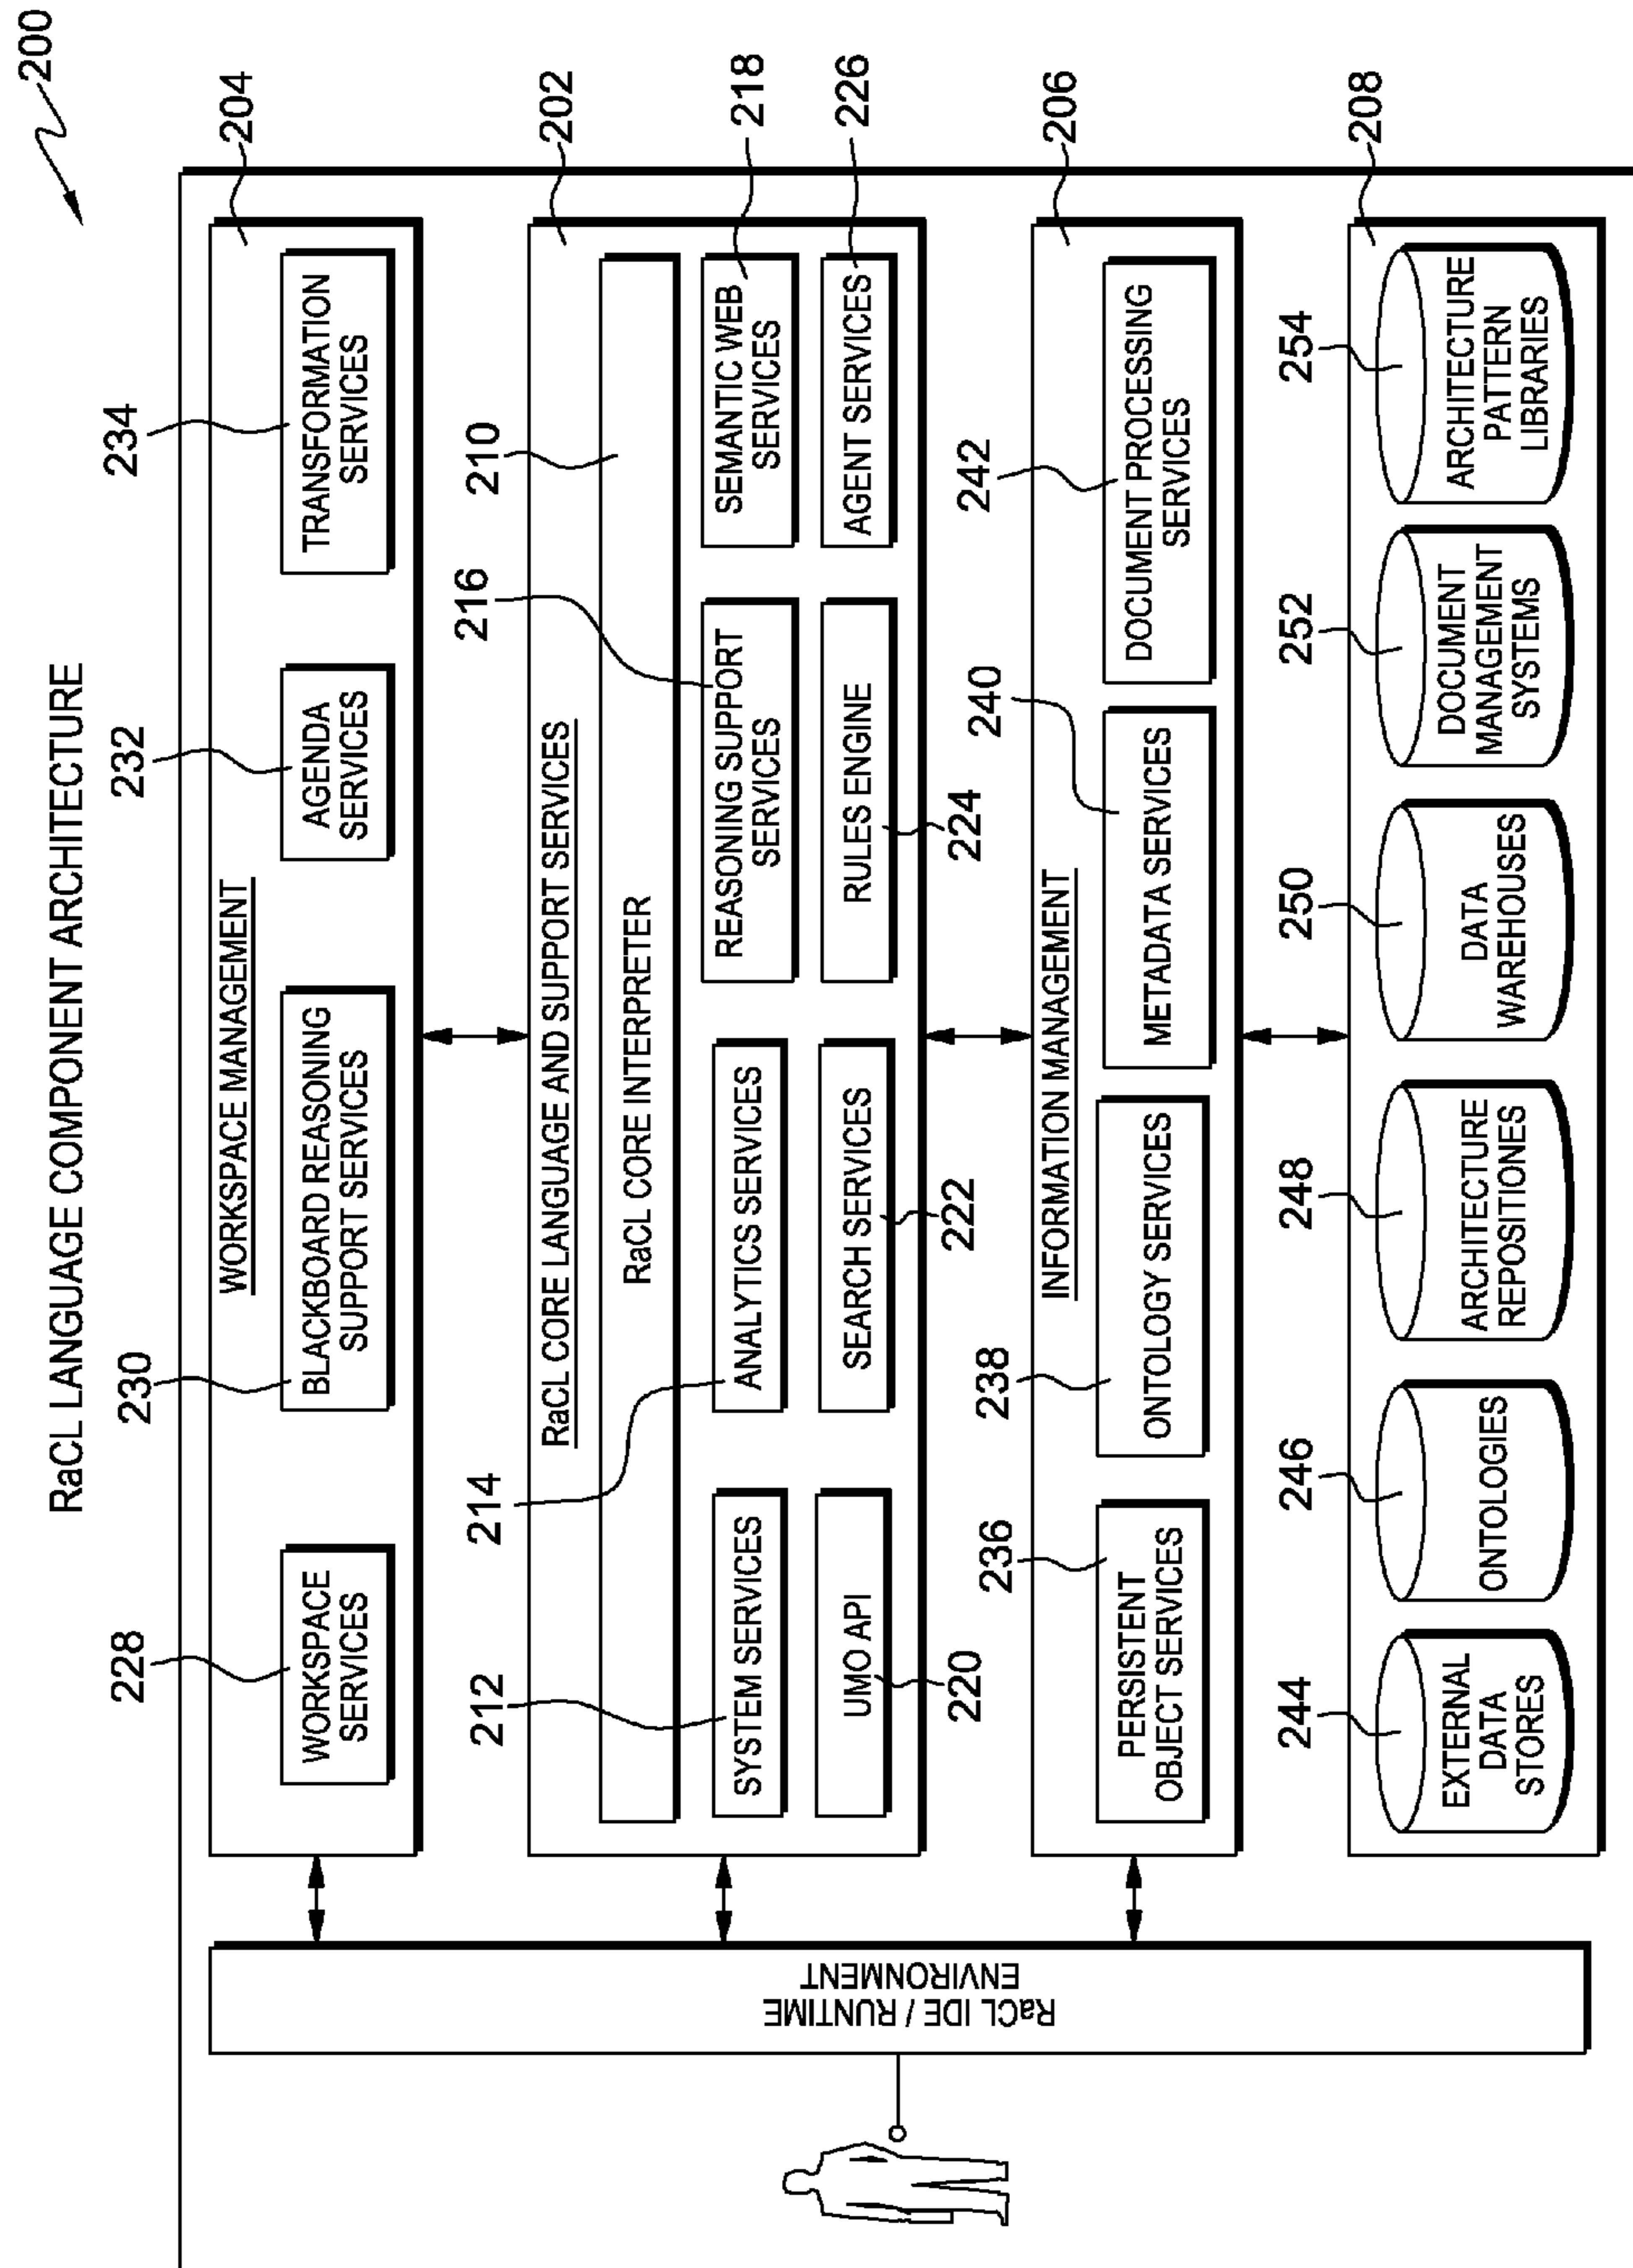 RaCL LANGUAGE COMPONENT ARCHITECTURE
200
204
WORKSPACE MANAGEMENT
228
230
232
234
WORKSPACE
SERVICES
BLACKBOARD REASONING
SUPPORT SERVICES
AGENDA
SERVICES
TRANSFORMATION
SERVICES
202
RaCL CORE LANGUAGE AND SUPPORT SERVICES
210
RaCL CORE INTERPRETER
212
214
216
218
SYSTEM SERVICES
ANALYTICS SERVICES
REASONING SUPPORT
SERVICES
SEMANTIC WEB
SERVICES
UMO API
SEARCH SERVICES
RULES ENGINE
AGENT SERVICES
220
222
224
226
206
INFORMATION MANAGEMENT
236
238
240
242
PERSISTENT
OBJECT SERVICES
ONTOLOGY SERVICES
METADATA SERVICES
DOCUMENT PROCESSING
SERVICES
208
244
246
248
250
252
254
EXTERNAL
DATA
STORES
ONTOLOGIES
ARCHITECTURE
REPOSITIONES
DATA
WAREHOUSES
DOCUMENT
MANAGEMENT
SYSTEMS
ARCHITECTURE
PATTERN
LIBRARIES
RaCL IDE / RUNTIME
ENVIRONMENT